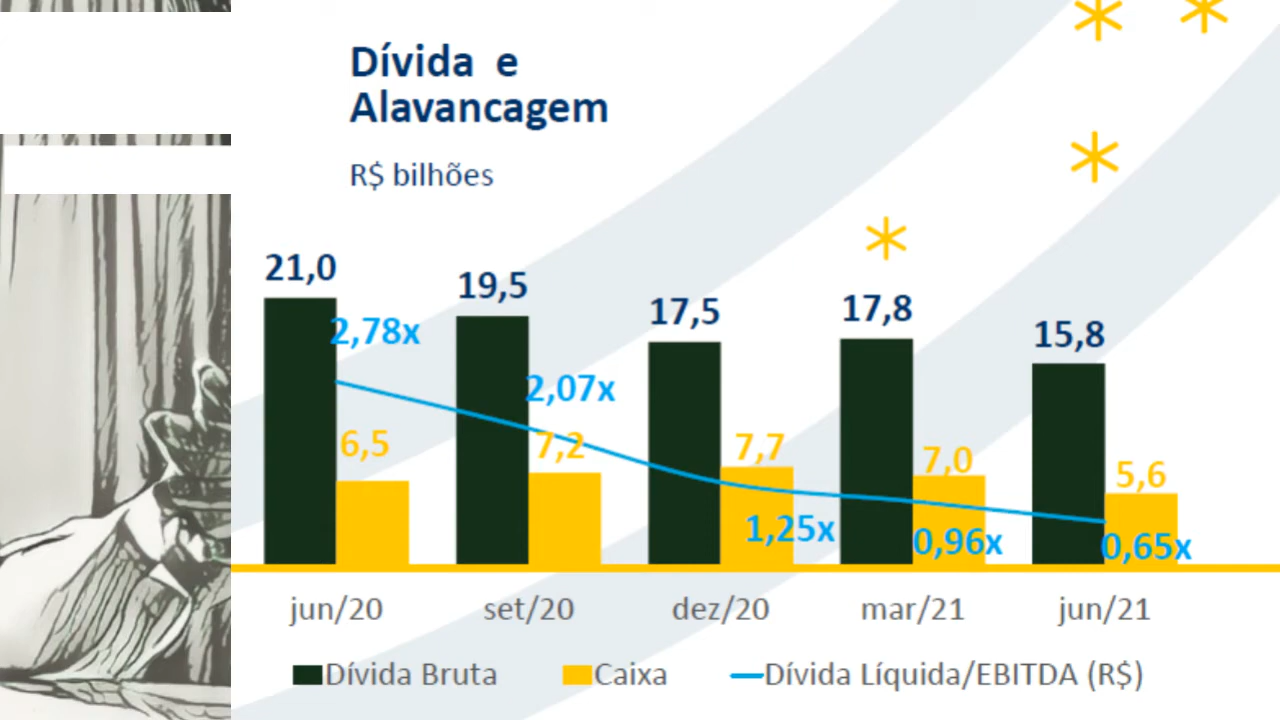 Dívida e
Alavancagem
R$ bilhões
21,0
19,5
17,5
17,8
15,8
2,78x
2,07x
1,25x
0,96x
0,65x
6,5
7,2
7,7
7,0
5,6
jun/20 set/20 dez/20 mar/21 jun/21
Dívida Bruta Caixa Dívida Líquida/EBITDA (R$)